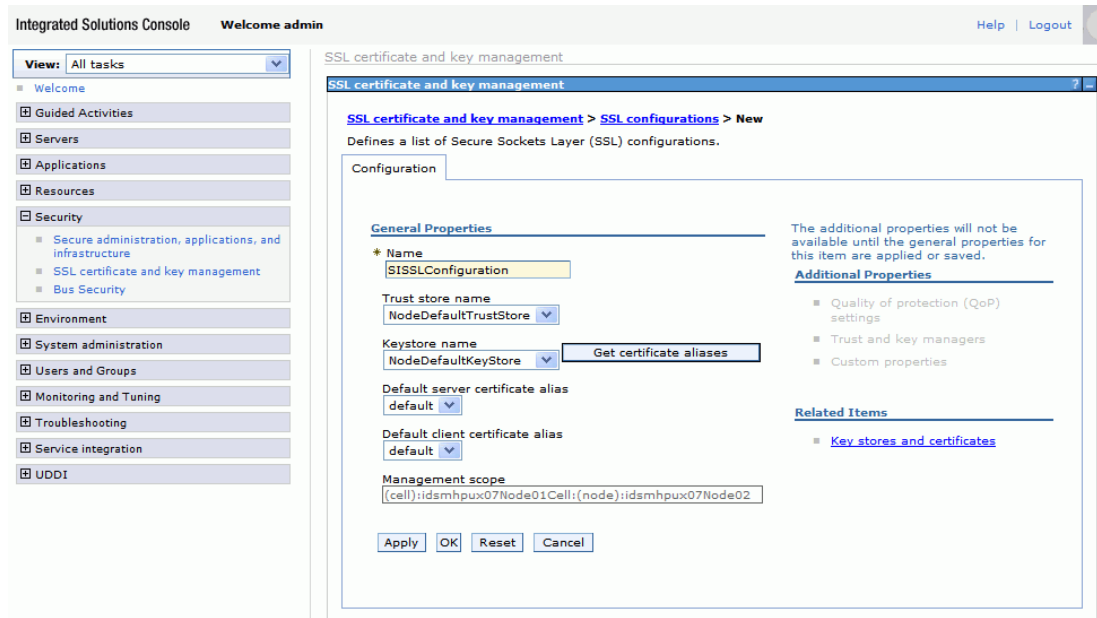 Integrated Solutions Console Welcome admin
Help | Logout
View: All tasks
Welcome
Guided Activities
Servers
Applications
Resources
Security
Secure administration, applications, and
infrastructure
SSL certificate and key management
Bus Security
Environment
System administration
Users and Groups
Monitoring and Tuning
Troubleshooting
Service integration
UDDI
SSL certificate and key management
SSL certificate and key management
? –
SSL certificate and key management > SSL configurations > New
Defines a list of Secure Sockets Layer (SSL) configurations.
Configuration
General Properties
* Name
SISSLConfiguration
Trust store name
NodeDefaultTrustStore
Keystore name
NodeDefaultKeyStore
Get certificate aliases
Default server certificate alias
default
Default client certificate alias
default
Management scope
(cell):idsmhpux07Node01Cell:(node):idsmhpux07Node02
Apply OK Reset Cancel
The additional properties will not be
available until the general properties for
this item are applied or saved.
Additional Properties
Quality of protection (QoP)
settings
Trust and key managers
Custom properties
Related Items
Key stores and certificates